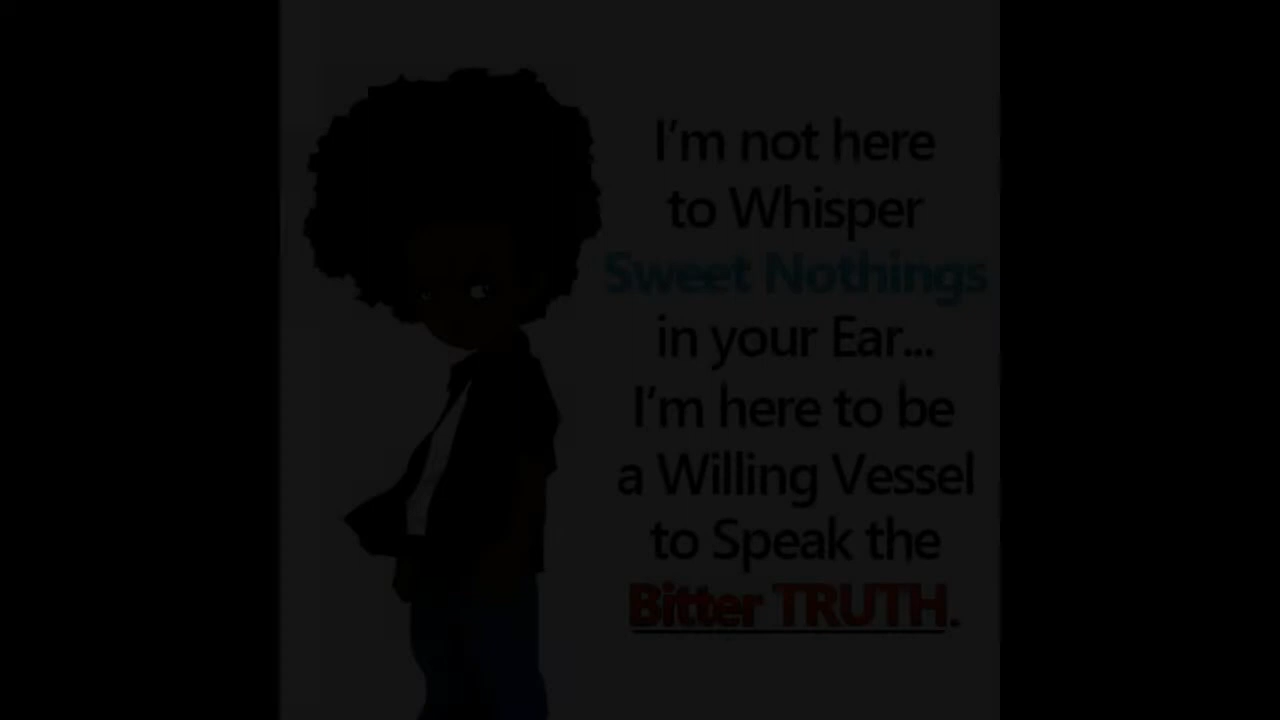 I'm not here
to Whisper
Sweet Nothings
in your Ear...
I'm here to be
a Willing Vessel
to Speak the
Bitter TRUTH.